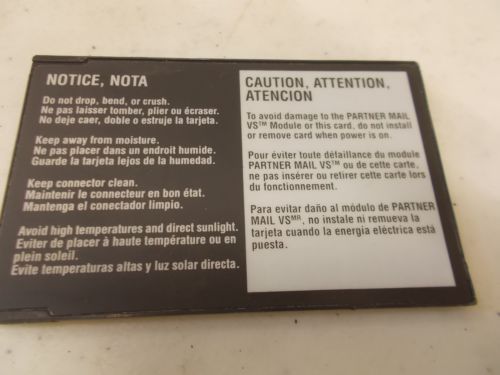 NOTICE, NOTA
Do not drop, bend, or crush.
Ne pas laisser tomber, plier ou écraser.
No deje caer, doble o estruje la tarjeta.
Keep away from moisture.
Ne pas placer dans un endroit humide.
Guarde la tarjeta lejos de la humedad.
Keep connector clean.
Maintenir le connecteur en bon état.
Mantenga el conectador limpio.
Avoid high temperatures and direct sunlight.
Eviter de placer à haute température ou en
plein soleil.
Evite temperaturas altas y luz solar directa.
CAUTION, ATTENTION,
ATENCION
To avoid damage to the PARTNER MAIL
VS™ Module or this card, do not install
or remove card when power is on.
Pour éviter toute défaillance du module
PARTNER MAIL VS™ ou de cette carte,
ne pas insérer ou retirer cette carte lors
du fonctionnement.
Para evitar daño al módulo de PARTNER
MAIL VSᴹᴿ, no instale ni remueva la
tarjeta cuando la energia eléctrica está
puesta.